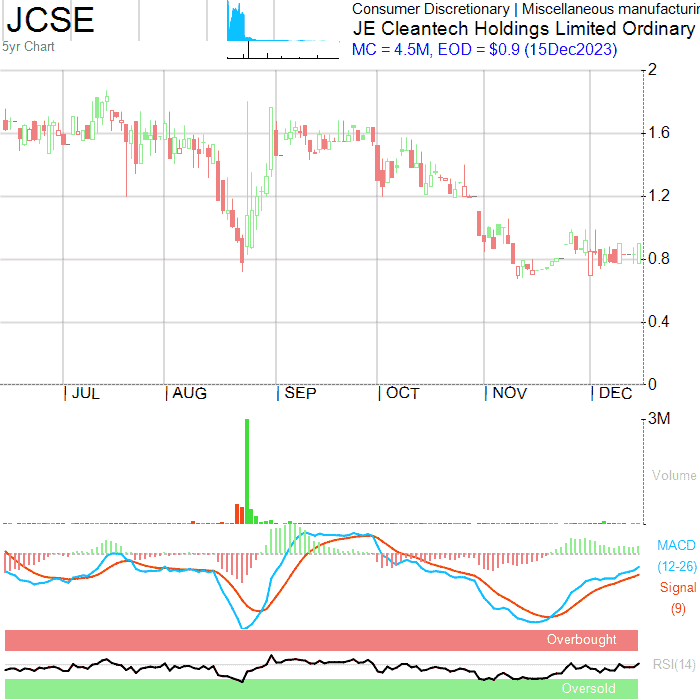 JCSE
5yr Chart
Consumer Discretionary | Miscellaneous manufacturin
JE Cleantech Holdings Limited Ordinary
MC = 4.5M, EOD = $0.9 (15Dec2023)
2
1.6
1.2
0.8
0.4
0
JUL
AUG
SEP
OCT
NOV
DEC
3M
Volume
MACD
(12-26)
Signal
(9)
Overbought
RSI(14)
Oversold